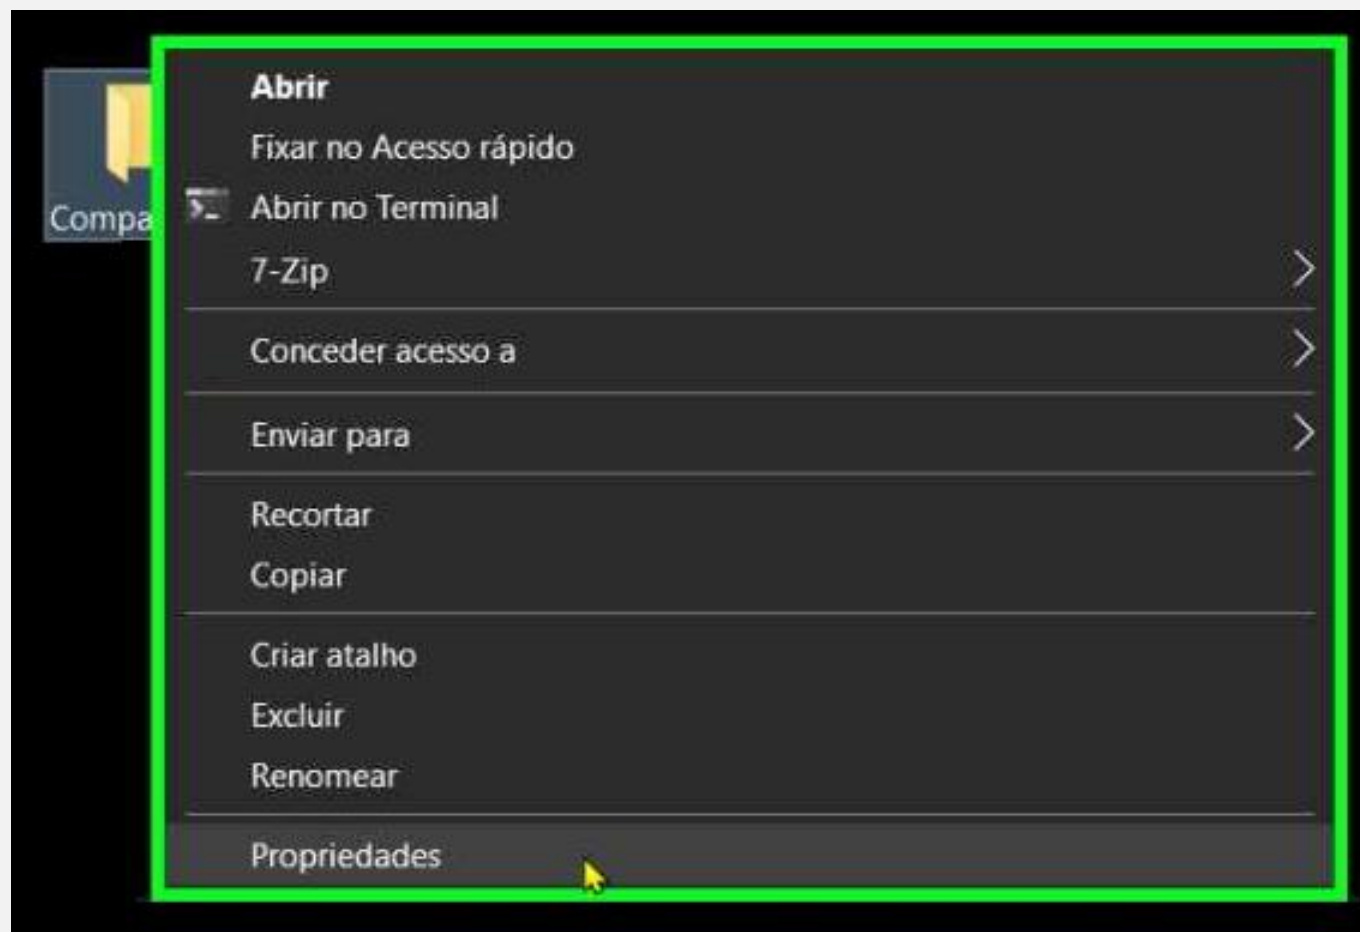 Compa
Abrir
Fixar no Acesso rápido
Abrir no Terminal
7-Zip
Conceder acesso a
Enviar para
Recortar
Copiar
Criar atalho
Excluir
Renomear
Propriedades